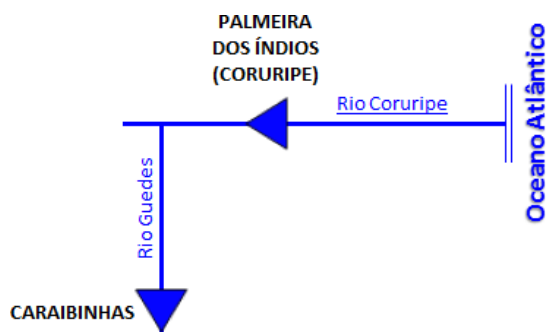 PALMEIRA
DOS ÍNDIOS
(CORURIPE)
Rio Coruripe
Oceano Atlântico
Rio Guedes
CARAIBINHAS